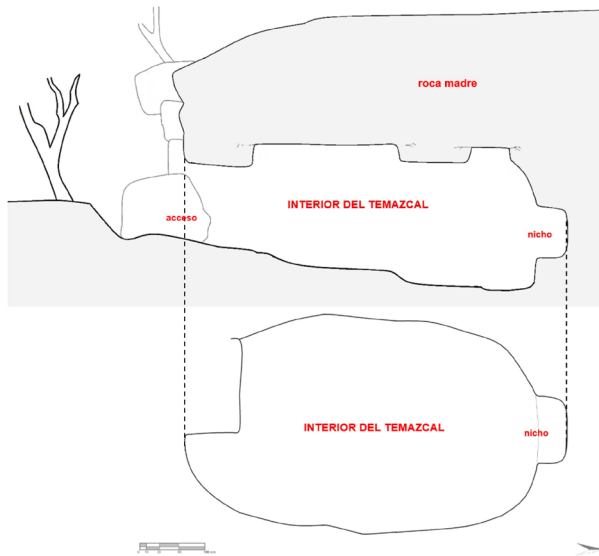 roca madre
INTERIOR DEL TEMAZCAL
acceso
nicho
INTERIOR DEL TEMAZCAL
nicho